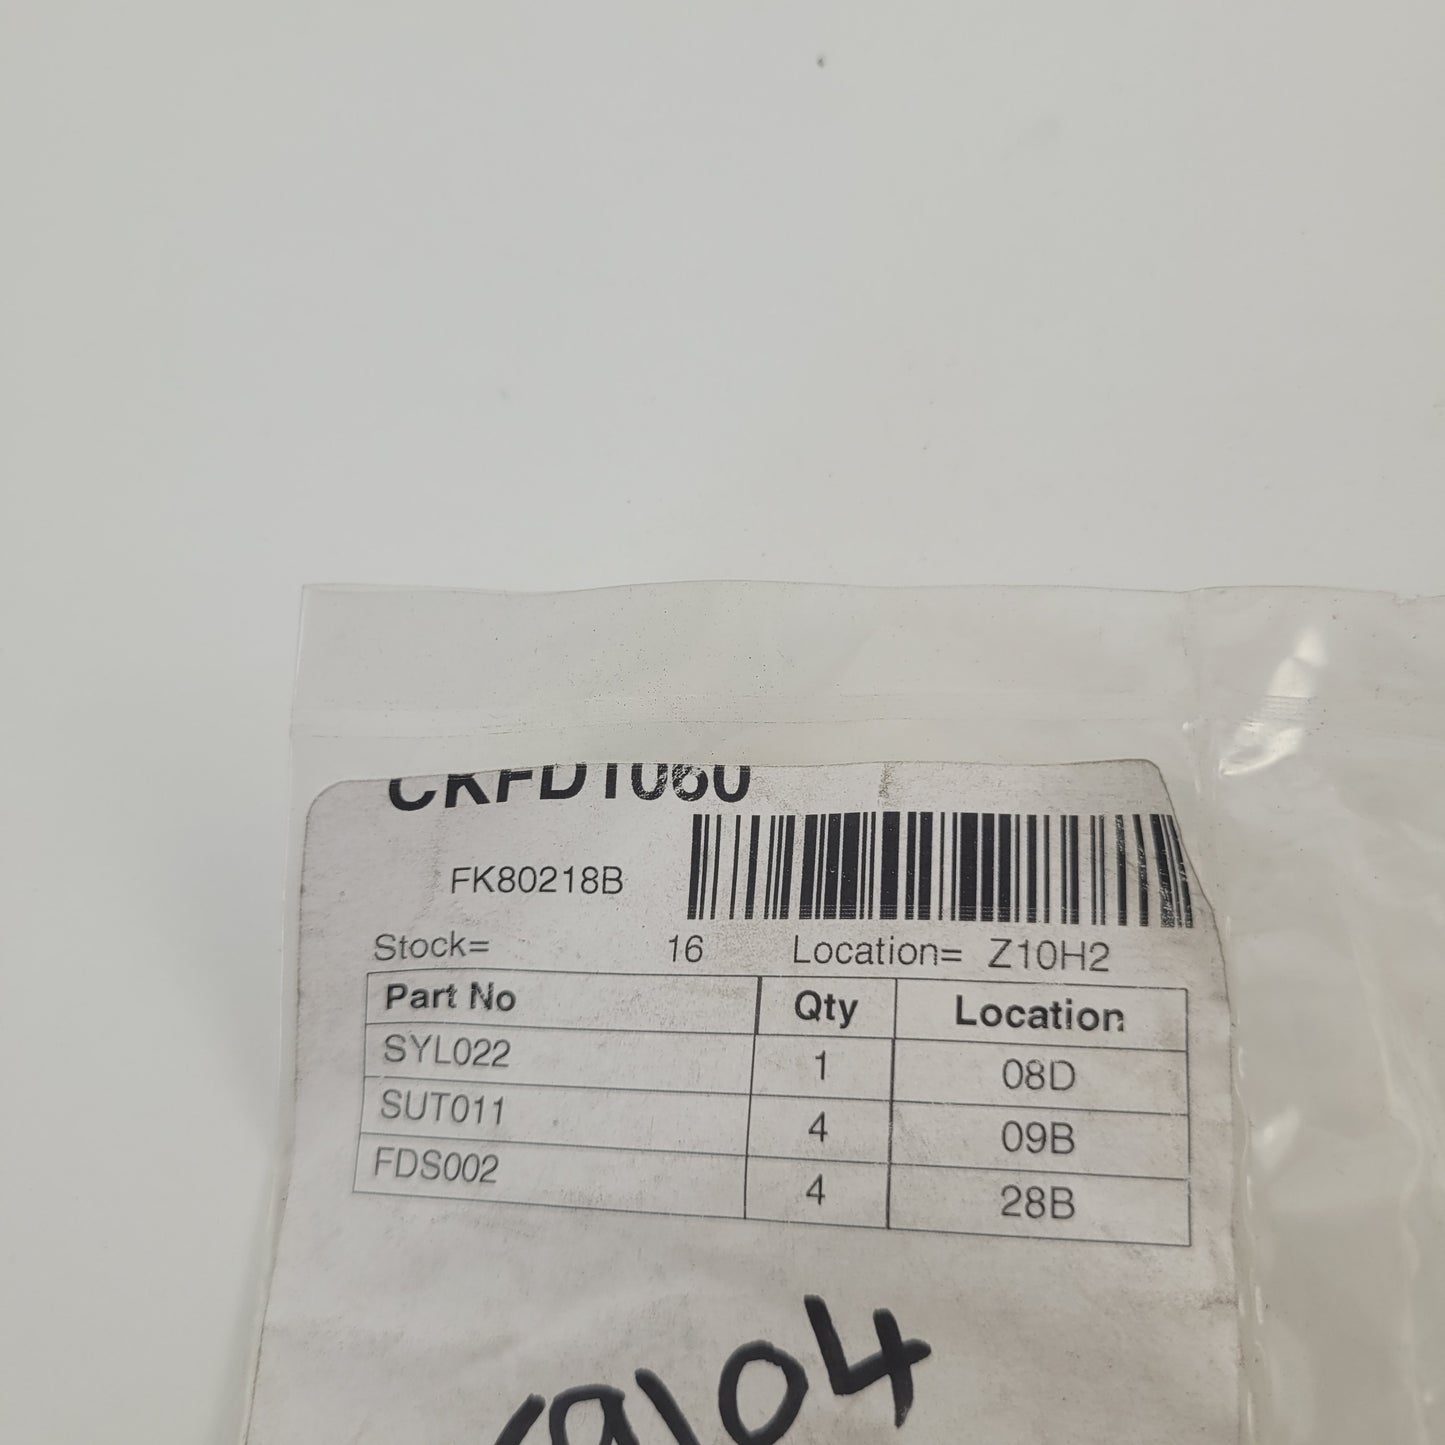 CKFD1060
FK80218B
Stock= 16 Location= Z10H2
Part No Qty Location
SYL022 1 08D
SUT011 4 09B
FDS002 4 28B